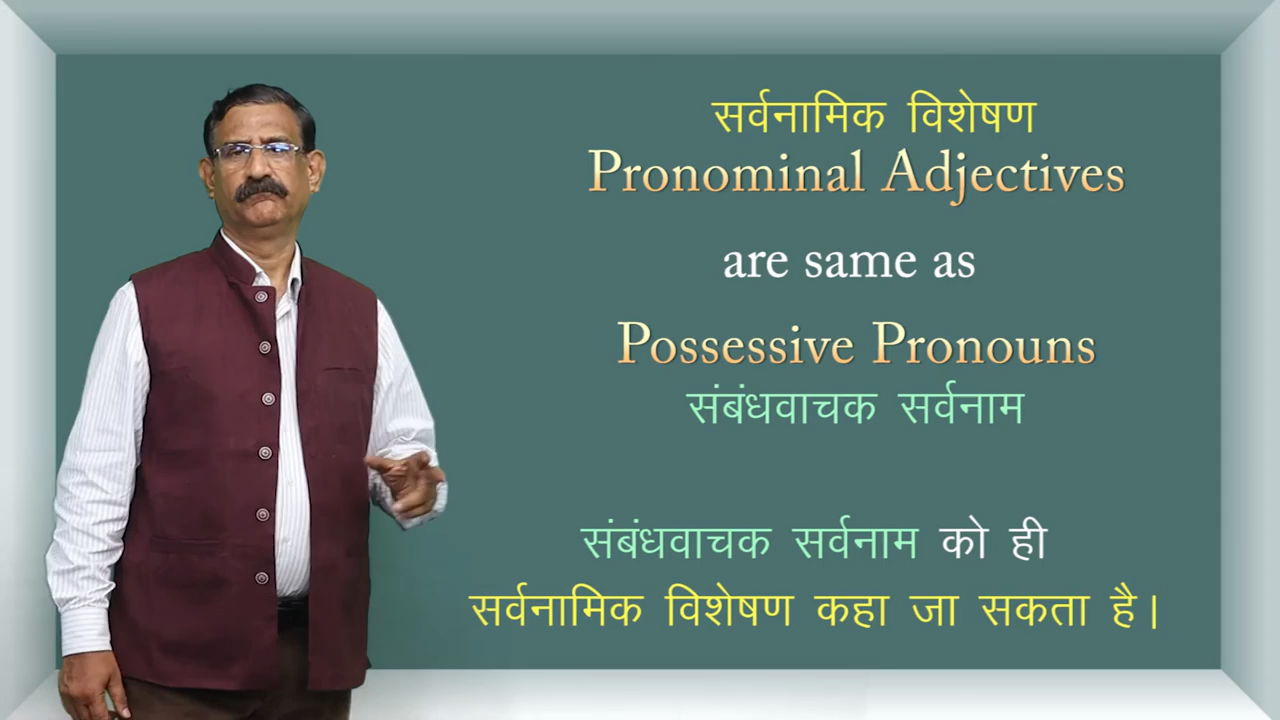 सर्वनामिक विशेषण
Pronominal Adjectives
are same as
Possessive Pronouns
संबंधवाचक सर्वनाम
संबंधवाचक सर्वनाम को ही
सर्वनामिक विशेषण कहा जा सकता है।